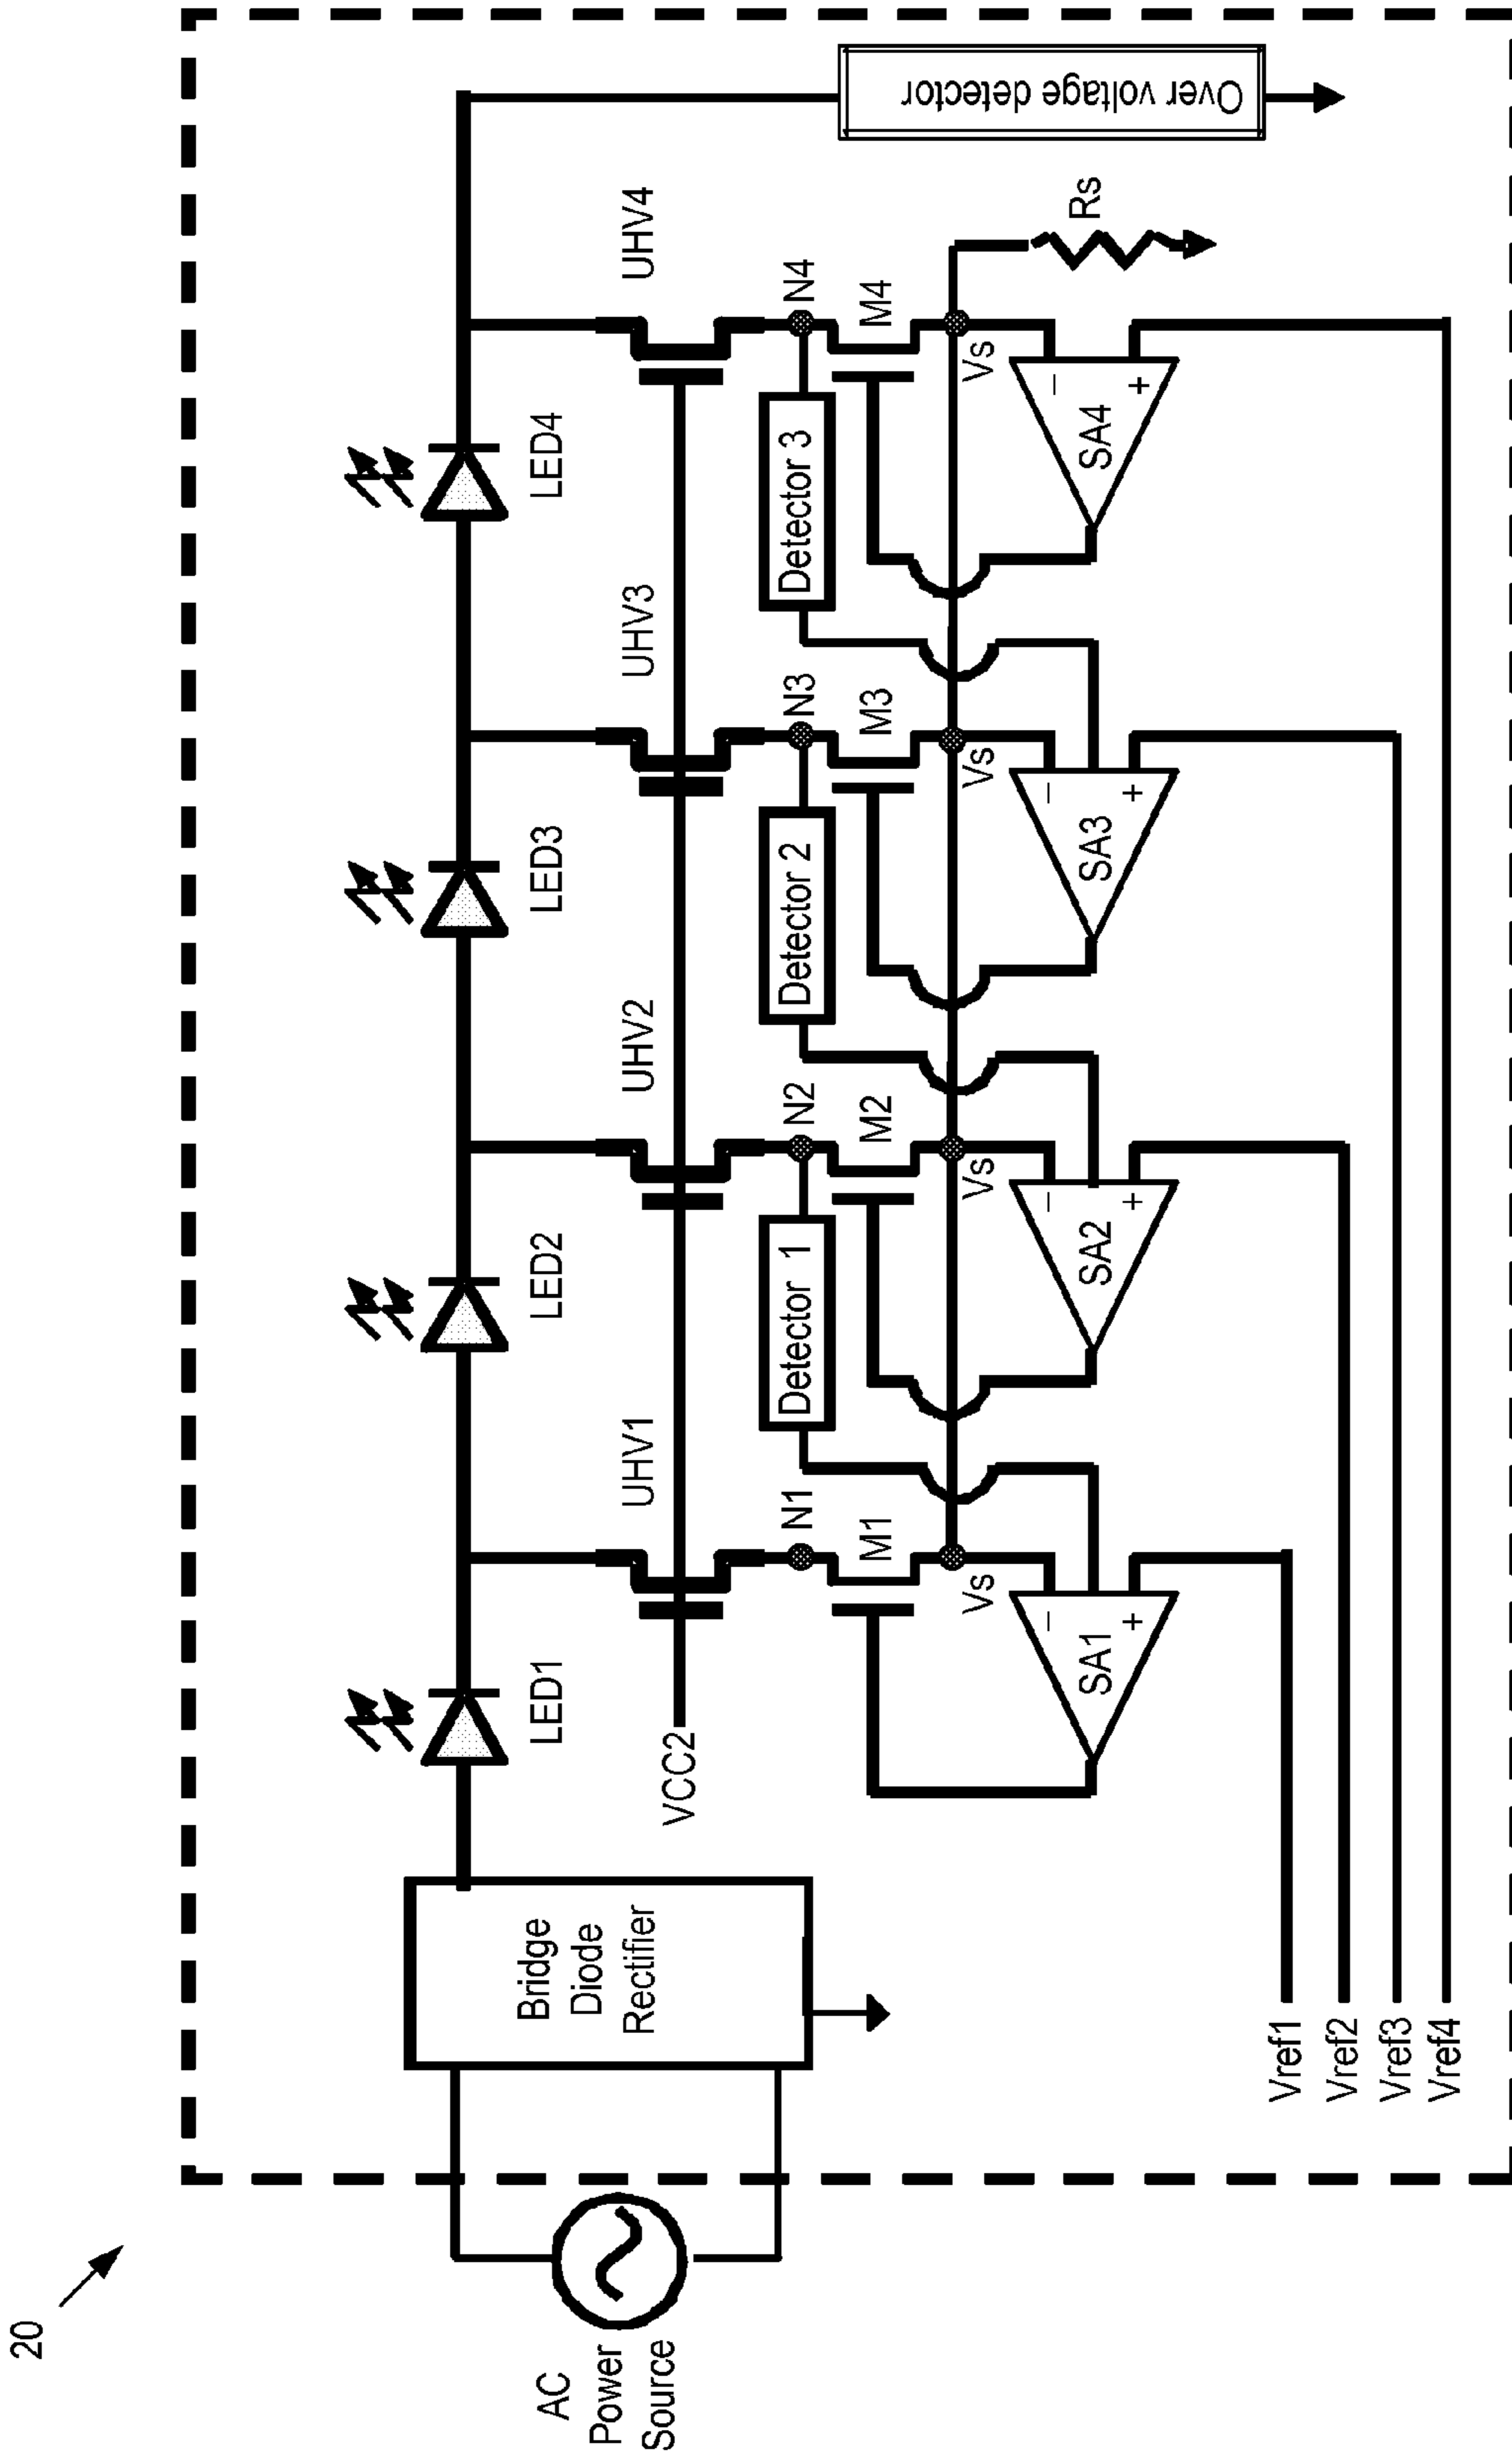 20
AC
Power
Source
Bridge
Diode
Rectifier
VCC2
LED1
LED2
LED3
LED4
UHV1
UHV2
UHV3
UHV4
N1
N2
N3
N4
Detector 1
Detector 2
Detector 3
M1
M2
M3
M4
Vs
Vs
Vs
Vs
Rs
Over voltage detector
−
+
SA1
−
+
SA2
−
+
SA3
−
+
SA4
Vref1
Vref2
Vref3
Vref4